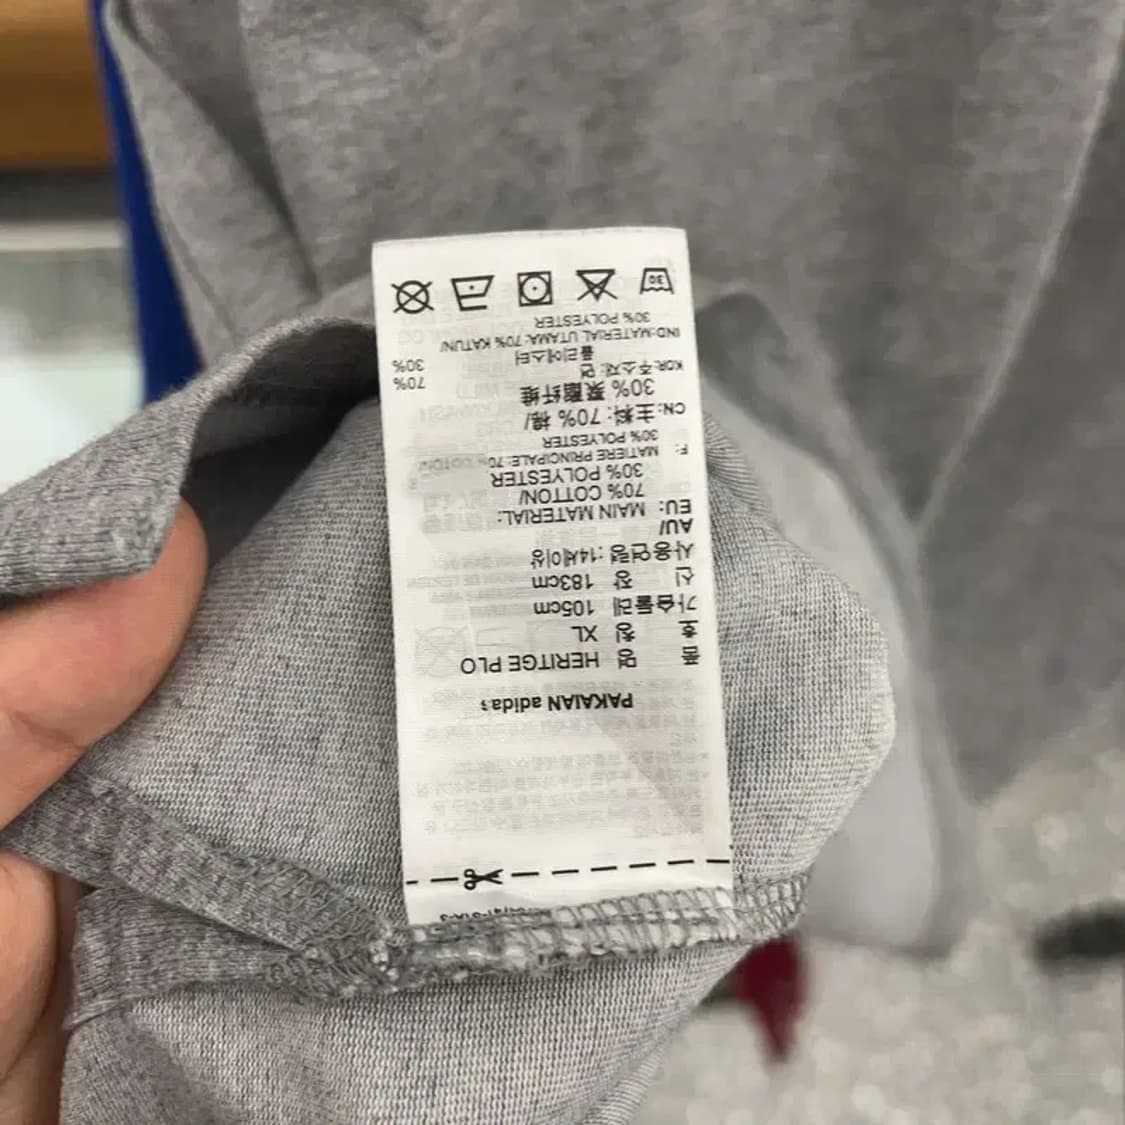 PAKAIAN adidas
품 명 HERITGE PLO
호 칭 XL
가슴둘레 105cm
신 장 183cm
사용연령:14세이상
AU/
EU: MAIN MATERIAL:
70% COTTON/
30% POLYESTER
F: MATIERE PRINCIPALE:70% COTON/
30% POLYESTER
CN:主料:70% 棉/
30% 聚酯纤维
KOR:주소재: 면 70%
폴리에스터 30%
IND:MATERIAL UTAMA:70% KATUN/
30% POLYESTER
30